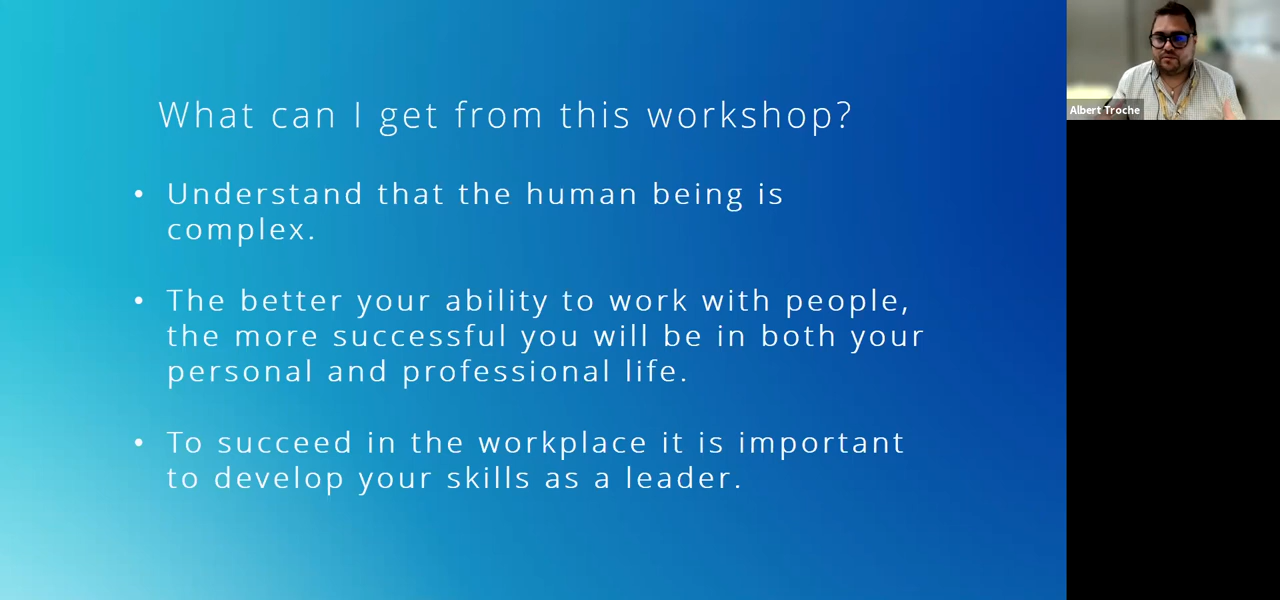 What can I get from this workshop?
• Understand that the human being is
complex.
• The better your ability to work with people,
the more successful you will be in both your
personal and professional life.
• To succeed in the workplace it is important
to develop your skills as a leader.
Albert Troche